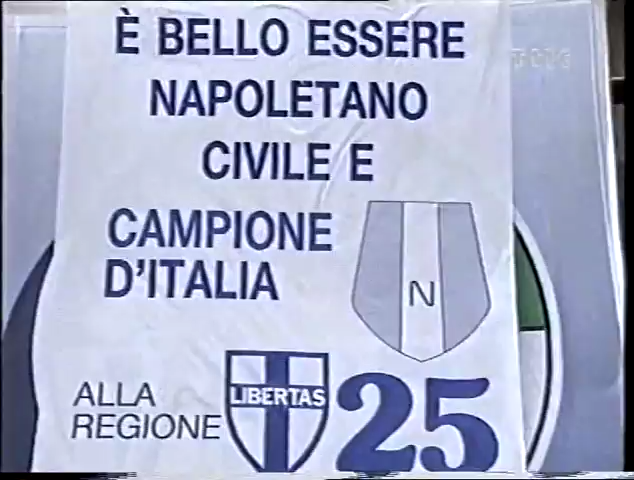 È BELLO ESSERE
NAPOLETANO
CIVILE E
CAMPIONE
D'ITALIA
N
ALLA
REGIONE
LIBERTAS
25